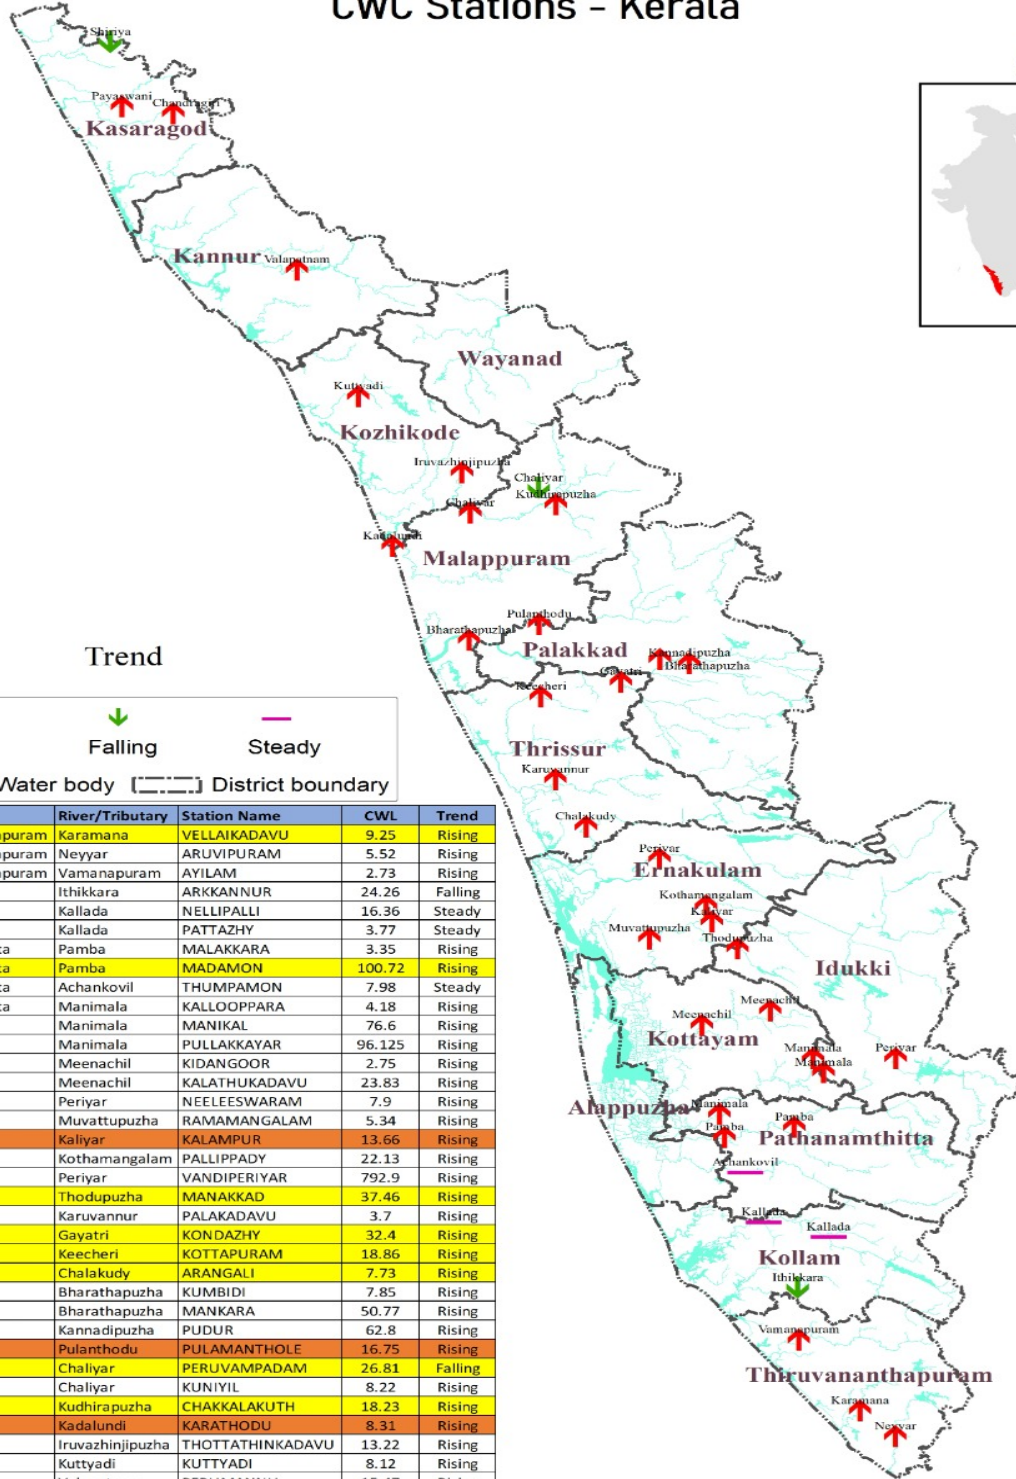 CWC Stations - Kerala
Shiriya
Payaswani
Chandragiri
Kasaragod
Kannur
Valapatnam
Wayanad
Kuttyadi
Kozhikode
Iruvazhinjipuzha
Chaliyar
Kudhirapuzha
Chaliyar
Kadalundi
Malappuram
Pulanthodu
Bharathapuzha
Palakkad
Kannadipuzha
Bharathapuzha
Gayatri
Keecheri
Thrissur
Karuvannur
Chalakudy
Periyar
Ernakulam
Kothamangalam
Kaliyar
Muvattupuzha
Thodupuzha
Idukki
Meenachil
Meenachil
Kottayam
Manimala
Periyar
Manimala
Alappuzha
Manimala
Pamba
Pamba
Pathanamthitta
Achankovil
Kallada
Kallada
Kollam
Ithikkara
Vamanapuram
Thiruvananthapuram
Karamana
Neyyar
Trend
Falling Steady
Water body District boundary
River/Tributary Station Name CWL Trend
apuram Karamana VELLAIKADAVU 9.25 Rising
apuram Neyyar ARUVIPURAM 5.52 Rising
apuram Vamanapuram AYILAM 2.73 Rising
Ithikkara ARKKANNUR 24.26 Falling
Kallada NELLIPALLI 16.36 Steady
Kallada PATTAZHY 3.77 Steady
ta Pamba MALAKKARA 3.35 Rising
ta Pamba MADAMON 100.72 Rising
ta Achankovil THUMPAMON 7.98 Steady
ta Manimala KALLOOPPARA 4.18 Rising
Manimala MANIKAL 76.6 Rising
Manimala PULLAKKAYAR 96.125 Rising
Meenachil KIDANGOOR 2.75 Rising
Meenachil KALATHUKADAVU 23.83 Rising
Periyar NEELEESWARAM 7.9 Rising
Muvattupuzha RAMAMANGALAM 5.34 Rising
Kaliyar KALAMPUR 13.66 Rising
Kothamangalam PALLIPPADY 22.13 Rising
Periyar VANDIPERIYAR 792.9 Rising
Thodupuzha MANAKKAD 37.46 Rising
Karuvannur PALAKADAVU 3.7 Rising
Gayatri KONDAZHY 32.4 Rising
Keecheri KOTTAPURAM 18.86 Rising
Chalakudy ARANGALI 7.73 Rising
Bharathapuzha KUMBIDI 7.85 Rising
Bharathapuzha MANKARA 50.77 Rising
Kannadipuzha PUDUR 62.8 Rising
Pulanthodu PULAMANTHOLE 16.75 Rising
Chaliyar PERUVAMPADAM 26.81 Falling
Chaliyar KUNIYIL 8.22 Rising
Kudhirapuzha CHAKKALAKUTH 18.23 Rising
Kadalundi KARATHODU 8.31 Rising
Iruvazhinjipuzha THOTTATHINKADAVU 13.22 Rising
Kuttyadi KUTTYADI 8.12 Rising